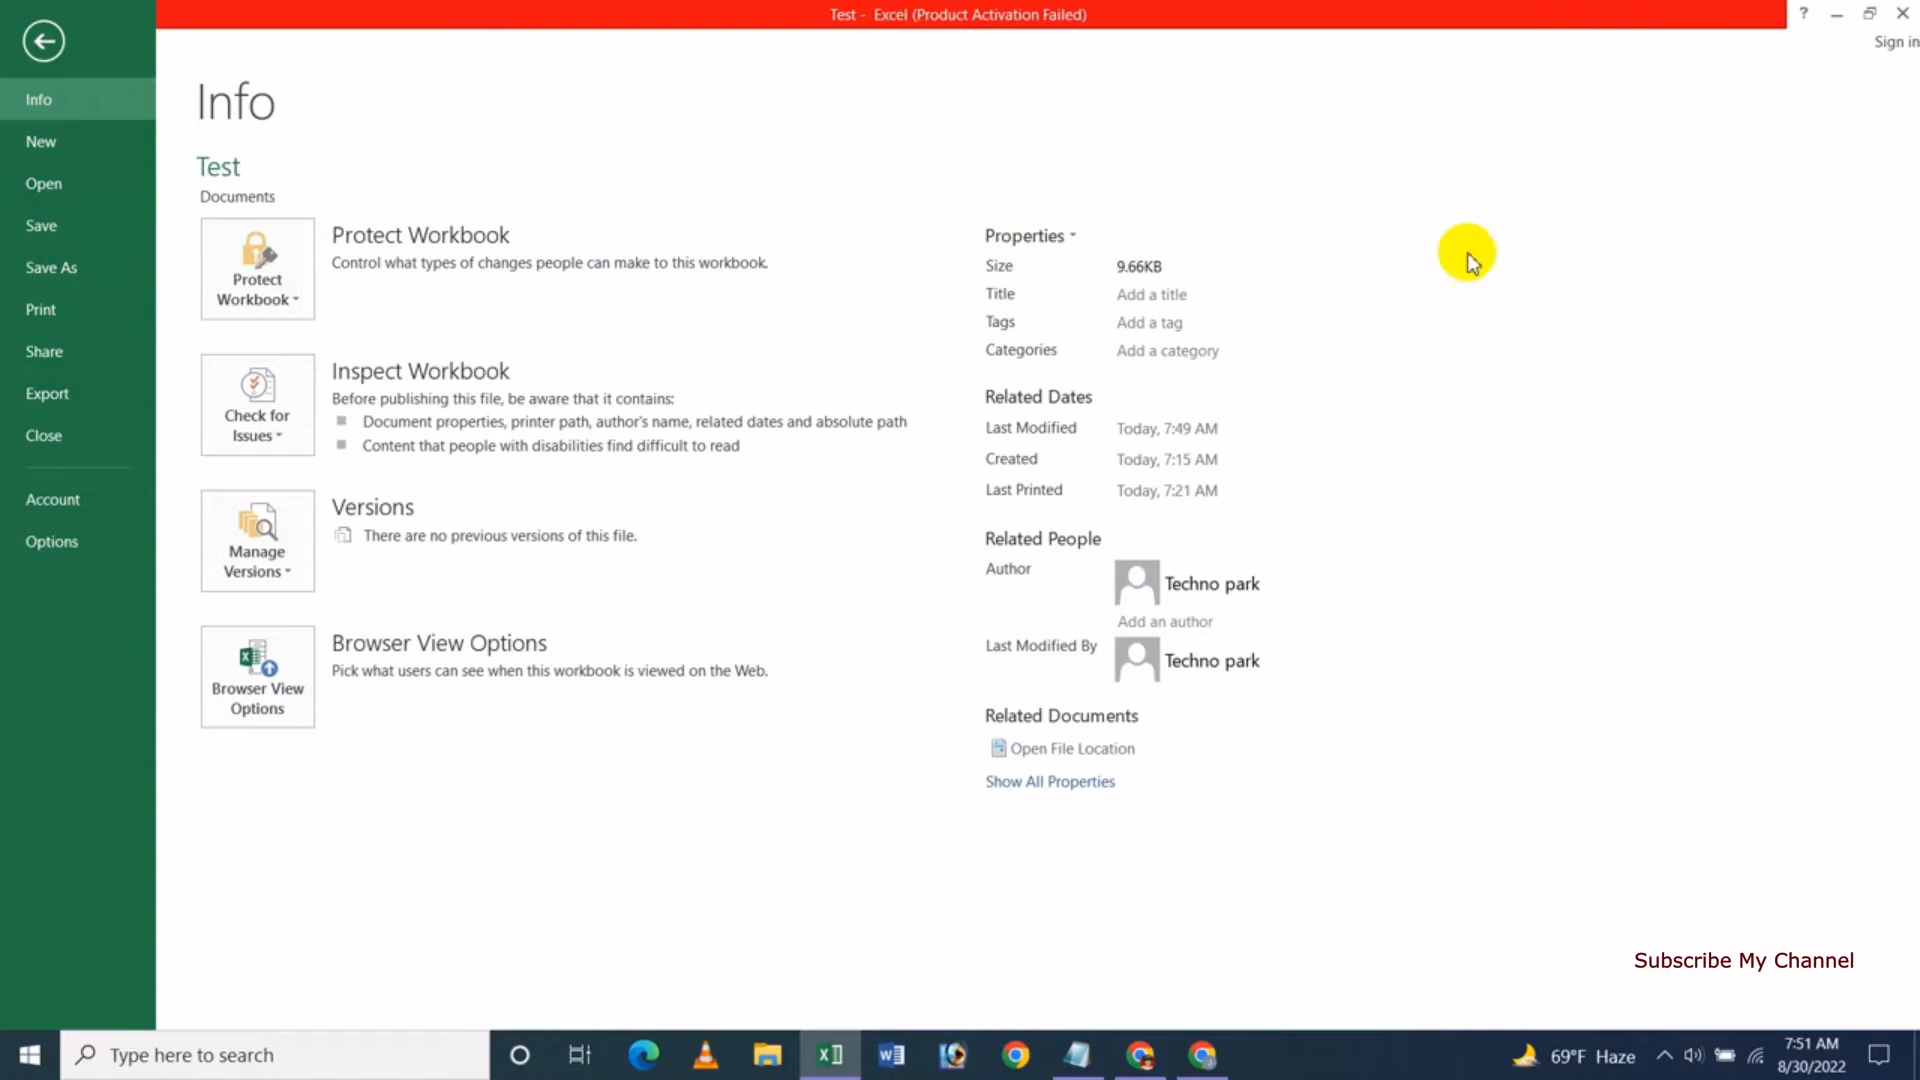 Test -  Excel (Product Activation Failed)
?
Sign in
Info
New
Open
Save
Save As
Print
Share
Export
Close
Account
Options
Info
Test
Documents
Protect
Workbook
Protect Workbook
Control what types of changes people can make to this workbook.
Check for
Issues
Inspect Workbook
Before publishing this file, be aware that it contains:
Document properties, printer path, author's name, related dates and absolute path
Content that people with disabilities find difficult to read
Manage
Versions
Versions
There are no previous versions of this file.
Browser View
Options
Browser View Options
Pick what users can see when this workbook is viewed on the Web.
Properties
Size 9.66KB
Title Add a title
Tags Add a tag
Categories Add a category
Related Dates
Last Modified Today, 7:49 AM
Created Today, 7:15 AM
Last Printed Today, 7:21 AM
Related People
Author Techno park
Add an author
Last Modified By Techno park
Related Documents
Open File Location
Show All Properties
Subscribe My Channel
Type here to search
69°F Haze
7:51 AM
8/30/2022